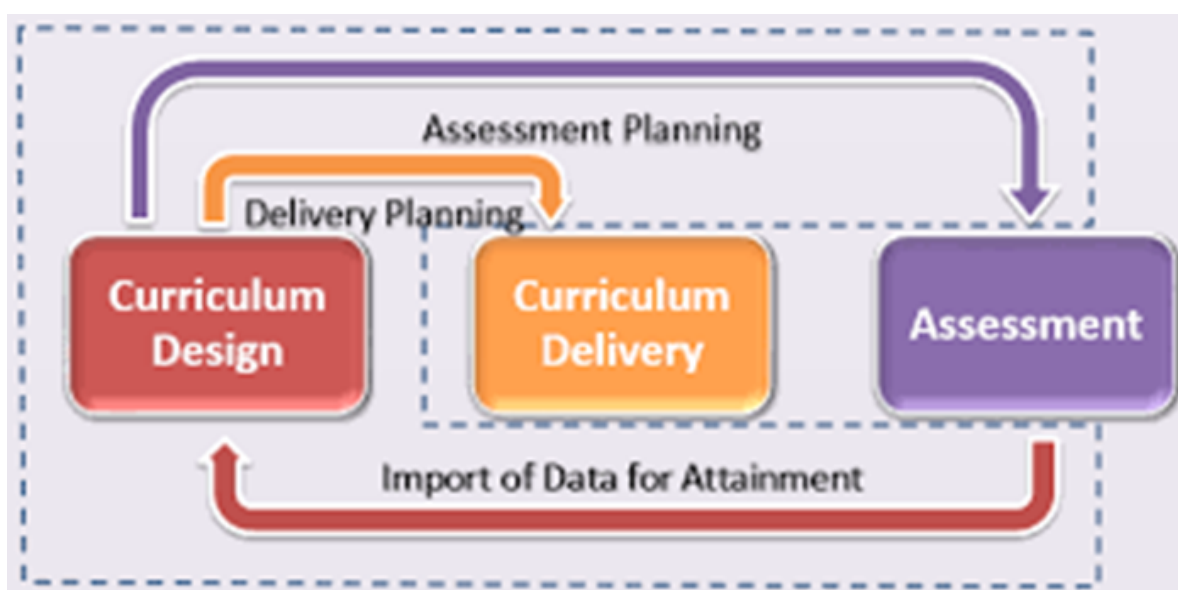 Assessment Planning
Delivery Planning
Curriculum
Design
Curriculum
Delivery
Assessment
Import of Data for Attainment